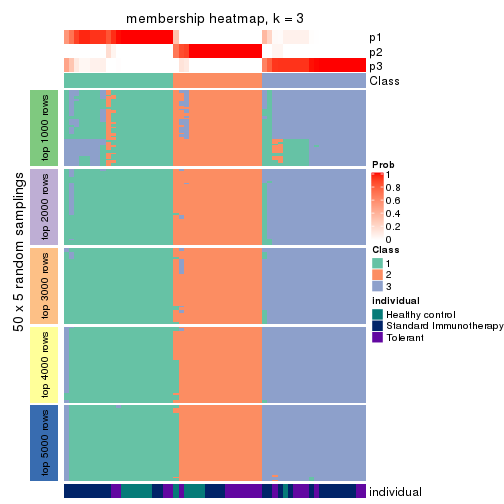 membership heatmap, k = 3
p1
p2
p3
Class
50 x 5 random samplings
top 1000 rows
top 2000 rows
top 3000 rows
top 4000 rows
top 5000 rows
individual
Prob
1
0.8
0.6
0.4
0.2
0
Class
1
2
3
individual
Healthy control
Standard Immunotherapy
Tolerant